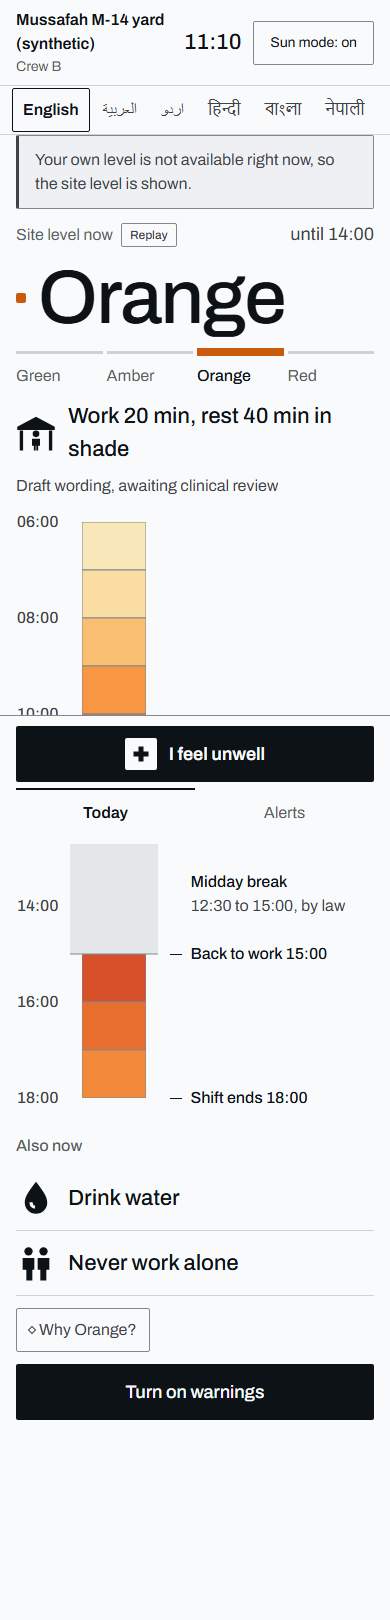 Mussafah M-14 yard
(synthetic)
Crew B
11:10
Sun mode: on
English
العربية
اردو
हिन्दी
বাংলা
नेपाली
Your own level is not available right now, so
the site level is shown.
Site level now
Replay
until 14:00
Orange
Green
Amber
Orange
Red
Work 20 min, rest 40 min in
shade
Draft wording, awaiting clinical review
06:00
08:00
10:00
I feel unwell
Today
Alerts
Midday break
14:00
12:30 to 15:00, by law
Back to work 15:00
16:00
18:00
Shift ends 18:00
Also now
Drink water
Never work alone
Why Orange?
Turn on warnings